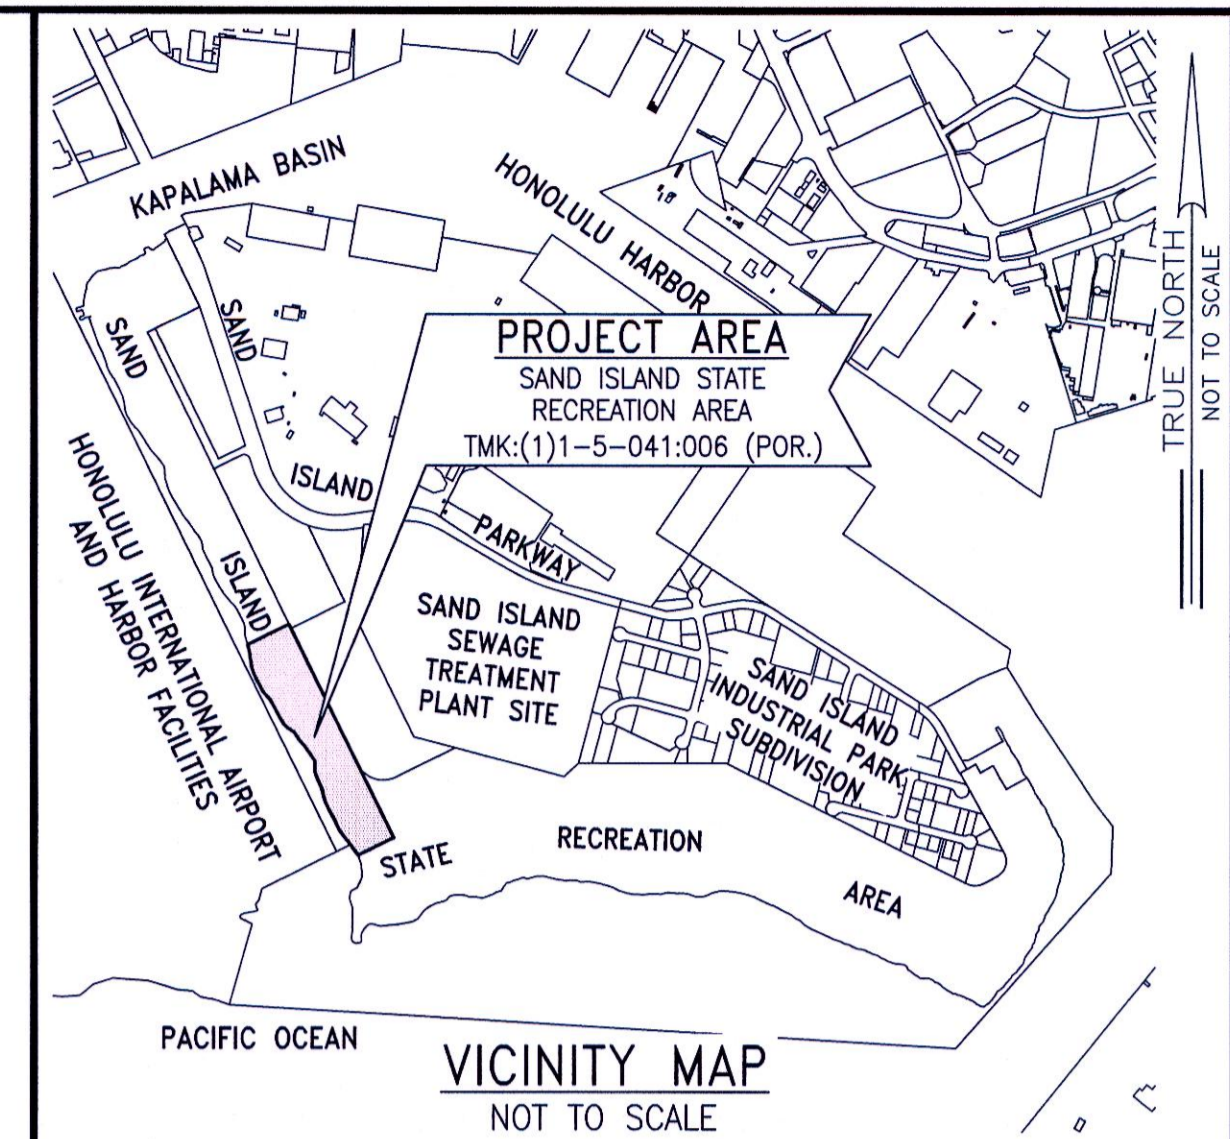 KAPALAMA BASIN
HONOLULU HARBOR
TRUE NORTH
NOT TO SCALE
SAND
SAND
PROJECT AREA
SAND ISLAND STATE
RECREATION AREA
TMK:(1)1-5-041:006 (POR.)
ISLAND
PARKWAY
HONOLULU INTERNATIONAL AIRPORT
AND HARBOR FACILITIES
ISLAND
SAND ISLAND
SEWAGE
TREATMENT
PLANT SITE
SAND ISLAND
INDUSTRIAL PARK
SUBDIVISION
STATE
RECREATION
AREA
PACIFIC OCEAN
VICINITY MAP
NOT TO SCALE